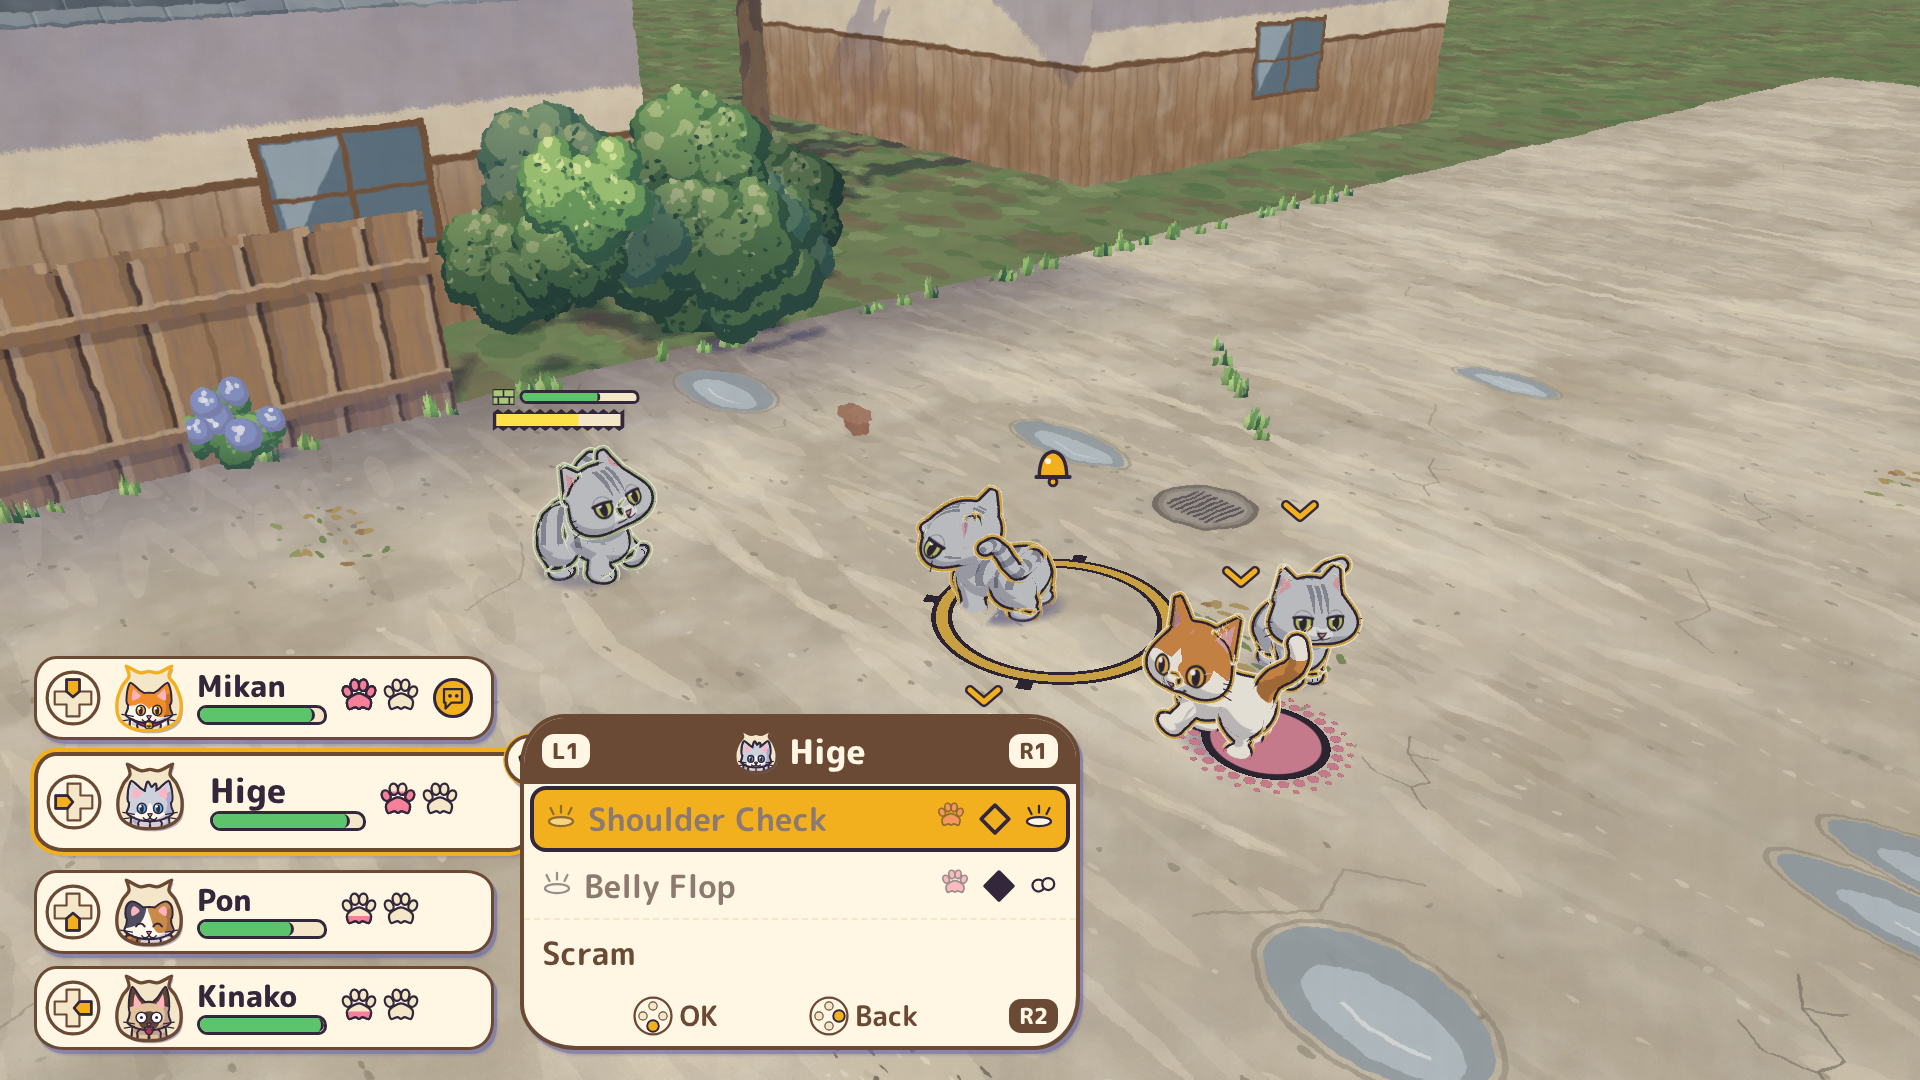 Mikan
Hige
Pon
Kinako
L1
Hige
R1
Shoulder Check
Belly Flop
Scram
OK
Back
R2